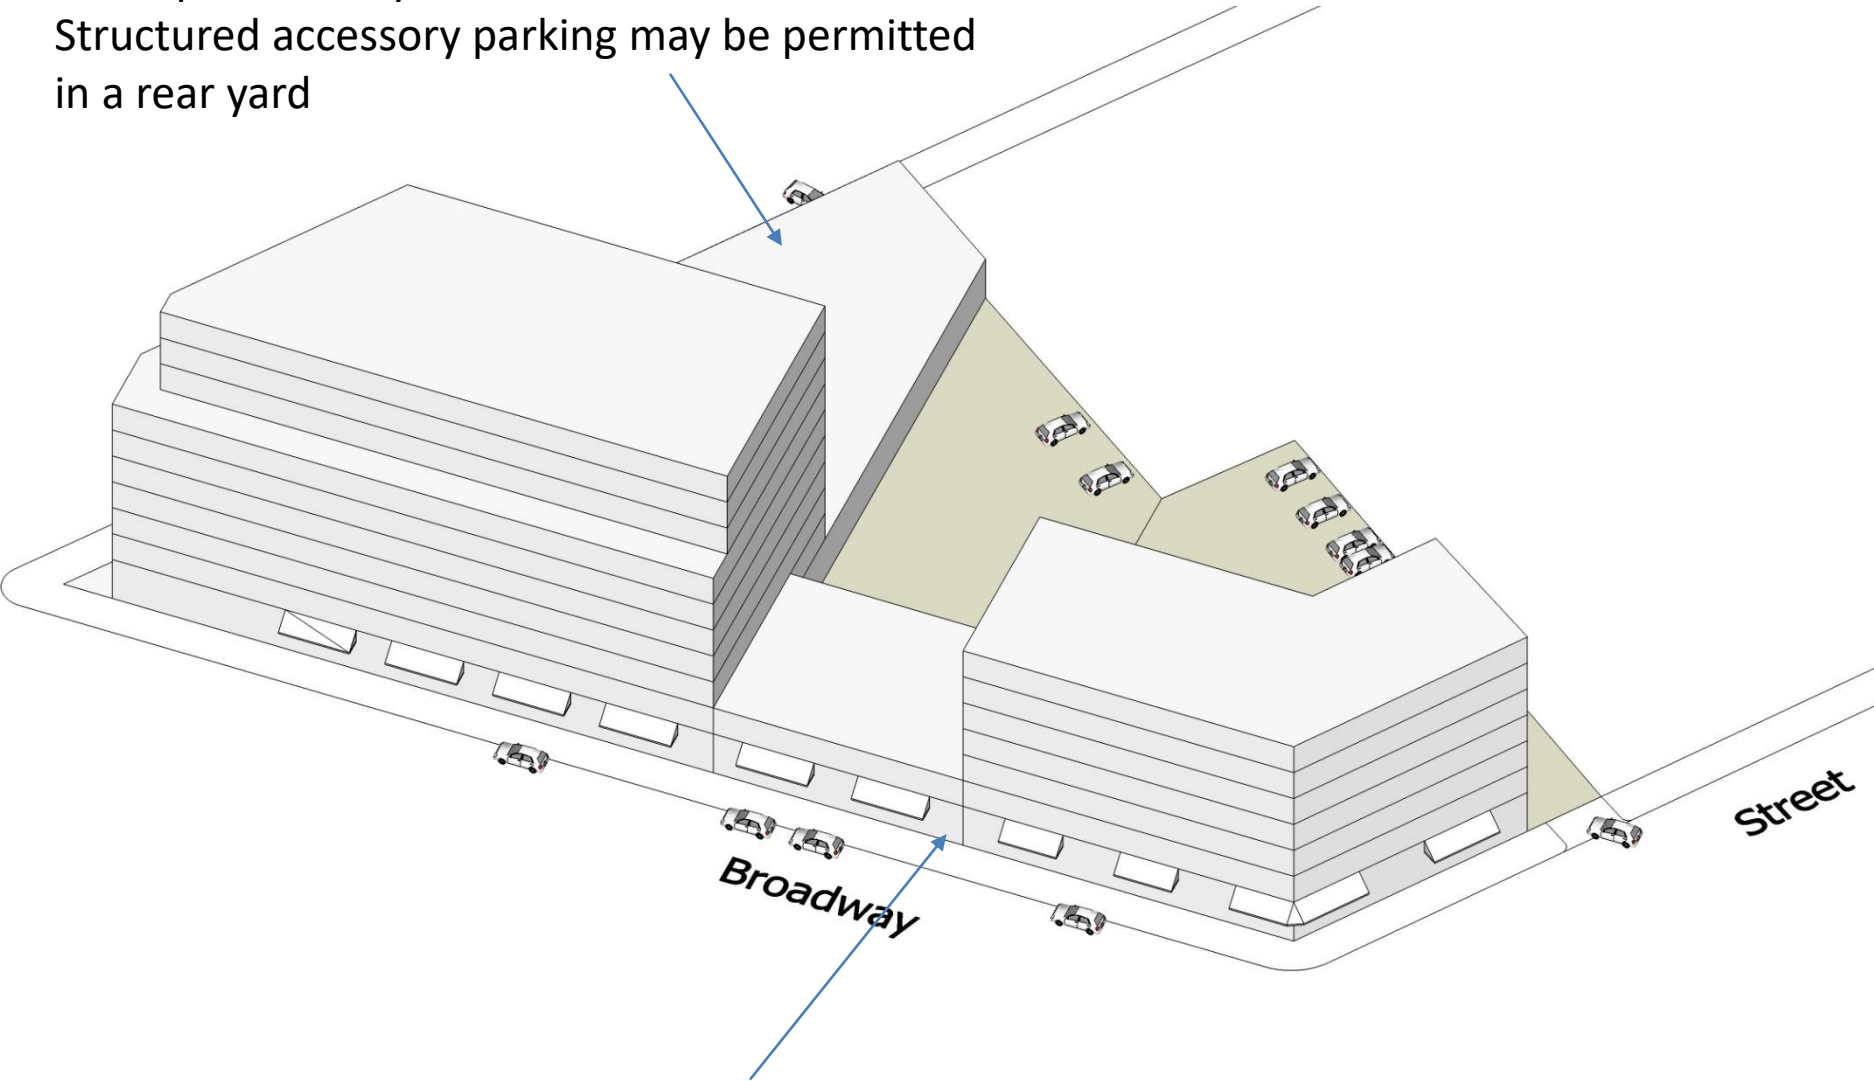 Structured accessory parking may be permitted
in a rear yard
Broadway
Street